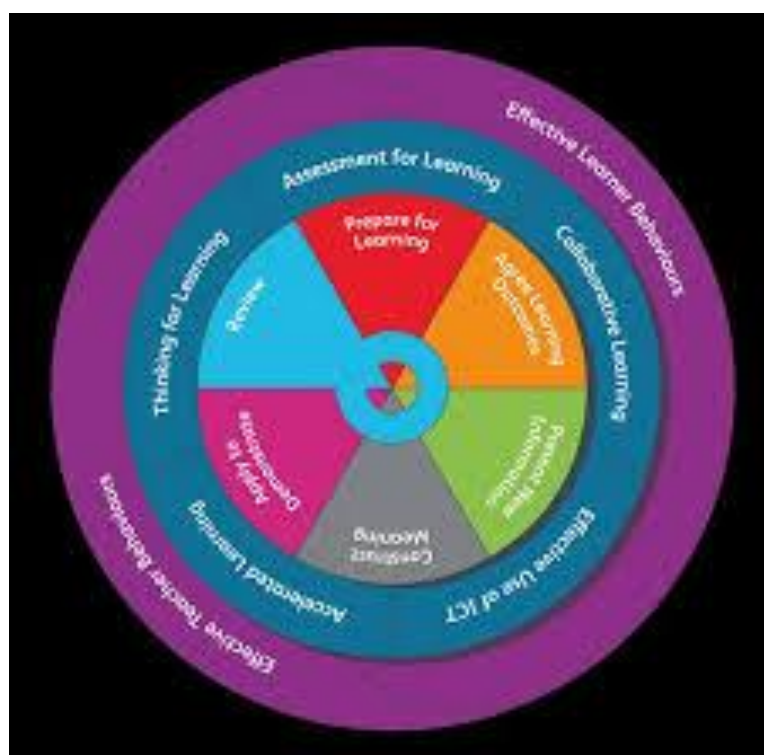 Effective Learner Behaviours
Effective Teacher Behaviors
Assessment for Learning
Collaborative Learning
Effective Use of ICT
Accelerated Learning
Thinking for Learning
Prepare for
Learning
Agree Learning
Outcomes
Present New
Information
Construct
Meaning
Apply to
Demonstrate
Review